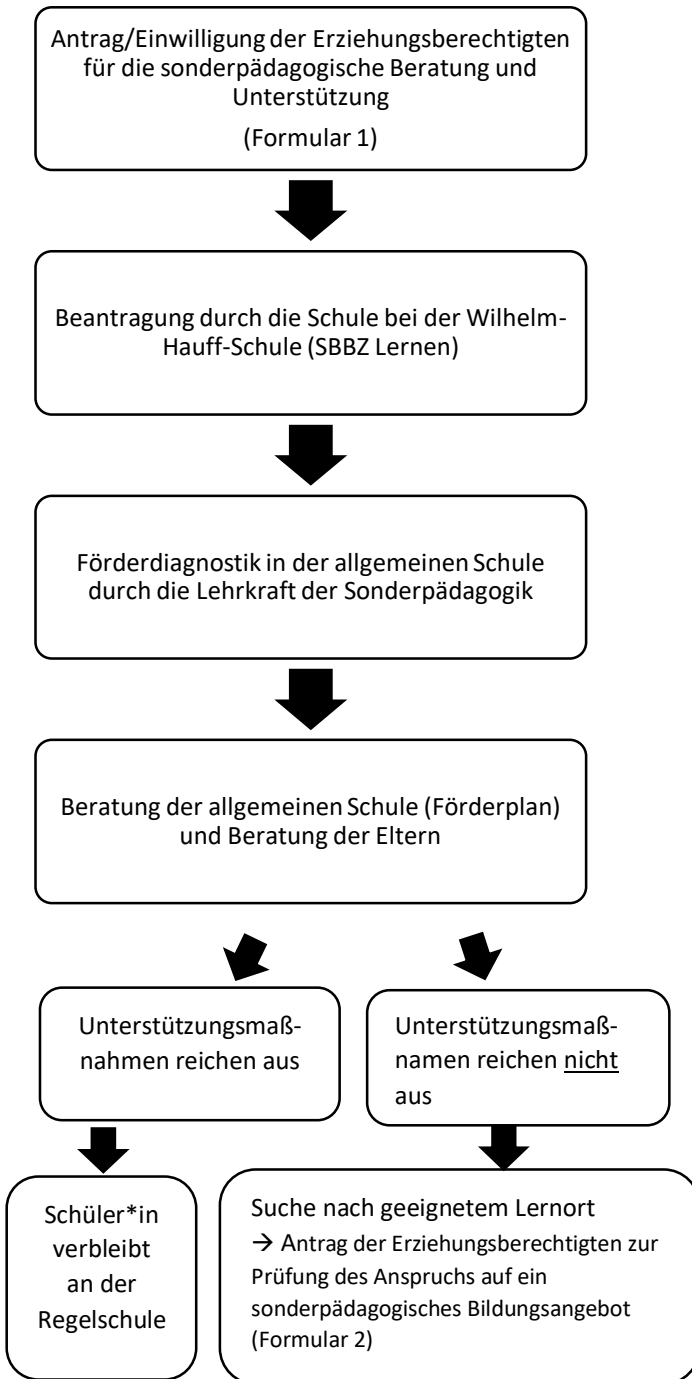 Antrag/Einwilligung der Erziehungsberechtigten
für die sonderpädagogische Beratung und
Unterstützung
(Formular 1)
Beantragung durch die Schule bei der Wilhelm-
Hauff-Schule (SBBZ Lernen)
Förderdiagnostik in der allgemeinen Schule
durch die Lehrkraft der Sonderpädagogik
Beratung der allgemeinen Schule (Förderplan)
und Beratung der Eltern
Unterstützungsmaß-
nahmen reichen aus
Unterstützungsmaß-
namen reichen nicht
aus
Schüler*in
verbleibt
an der
Regelschule
Suche nach geeignetem Lernort
→ Antrag der Erziehungsberechtigten zur
Prüfung des Anspruchs auf ein
sonderpädagogisches Bildungsangebot
(Formular 2)